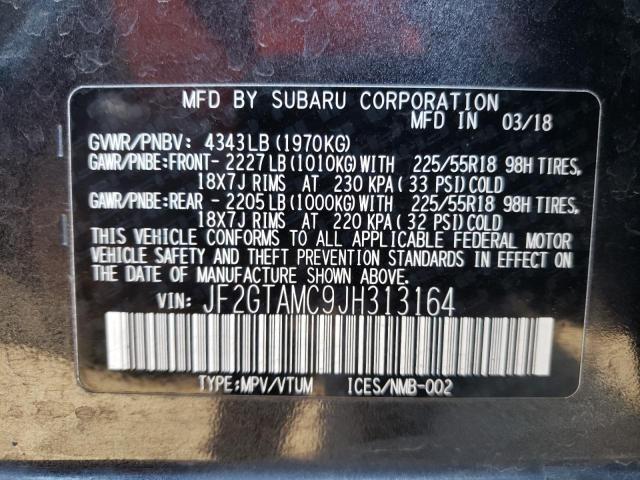 MFD BY SUBARU CORPORATION
MFD IN 03/18
GVWR/PNBV: 4343LB(1970KG)
GAWR/PNBE:FRONT- 2227LB(1010KG)WITH 225/55R18 98H TIRES,
18X7J RIMS AT 230 KPA(33 PSI)COLD
GAWR/PNBE:REAR - 2205LB(1000KG)WITH 225/55R18 98H TIRES,
18X7J RIMS AT 220 KPA(32 PSI)COLD
THIS VEHICLE CONFORMS TO ALL APPLICABLE FEDERAL MOTOR
VEHICLE SAFETY AND THEFT PREVENTION STANDARDS IN EFFECT ON
THE DATE OF MANUFACTURE SHOWN ABOVE.
VIN: JF2GTAMC9JH313164
TYPE:MPV/VTUM ICES/NMB-002